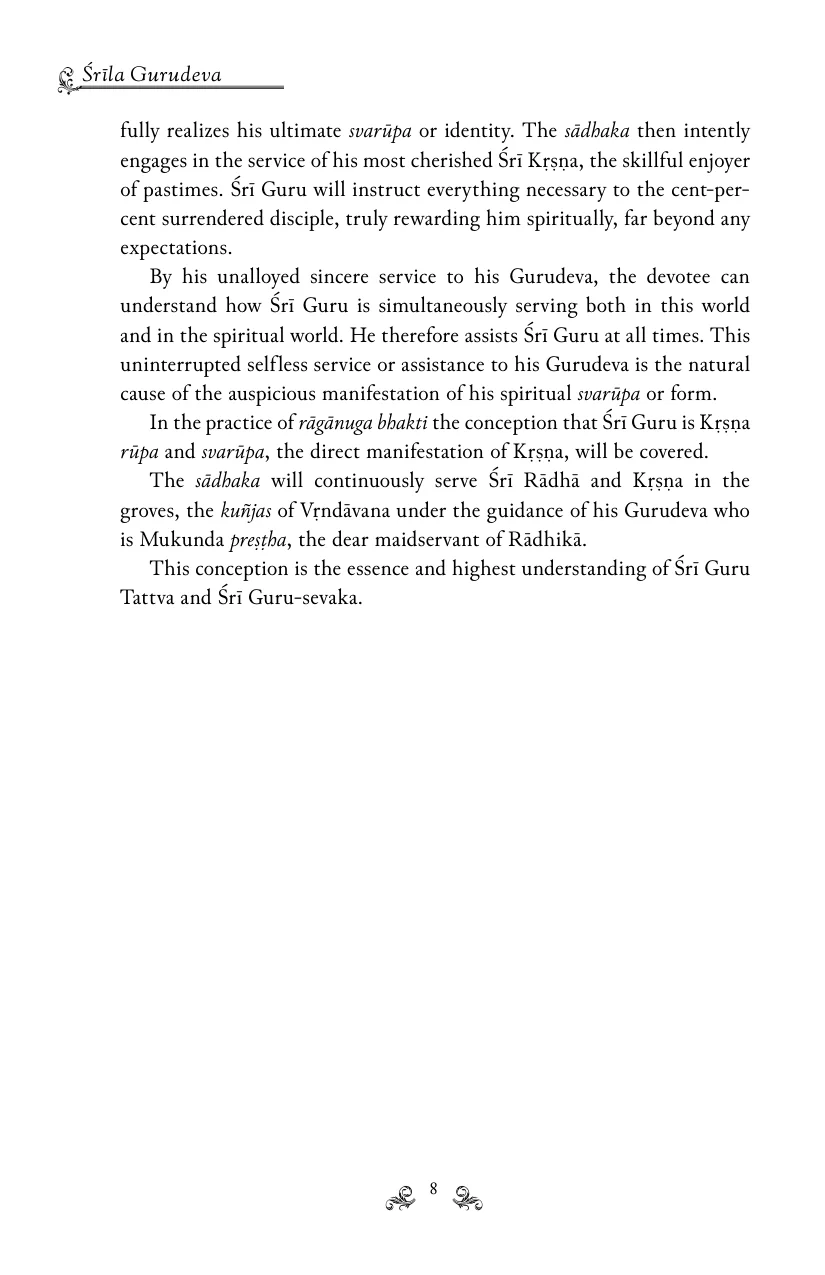 Śrīla Gurudeva
fully realizes his ultimate svarūpa or identity. The sādhaka then intently
engages in the service of his most cherished Śrī Kṛṣṇa, the skillful enjoyer
of pastimes. Śrī Guru will instruct everything necessary to the cent-per-
cent surrendered disciple, truly rewarding him spiritually, far beyond any
expectations.
By his unalloyed sincere service to his Gurudeva, the devotee can
understand how Śrī Guru is simultaneously serving both in this world
and in the spiritual world. He therefore assists Śrī Guru at all times. This
uninterrupted selfless service or assistance to his Gurudeva is the natural
cause of the auspicious manifestation of his spiritual svarūpa or form.
In the practice of rāgānuga bhakti the conception that Śrī Guru is Kṛṣṇa
rūpa and svarūpa, the direct manifestation of Kṛṣṇa, will be covered.
The sādhaka will continuously serve Śrī Rādhā and Kṛṣṇa in the
groves, the kuñjas of Vṛndāvana under the guidance of his Gurudeva who
is Mukunda preṣṭha, the dear maidservant of Rādhikā.
This conception is the essence and highest understanding of Śrī Guru
Tattva and Śrī Guru-sevaka.
8